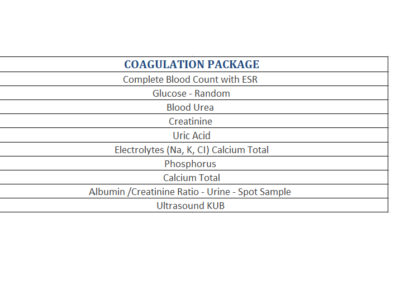 COAGULATION PACKAGE
Complete Blood Count with ESR
Glucose - Random
Blood Urea
Creatinine
Uric Acid
Electrolytes (Na, K, CI) Calcium Total
Phosphorus
Calcium Total
Albumin /Creatinine Ratio - Urine - Spot Sample
Ultrasound KUB